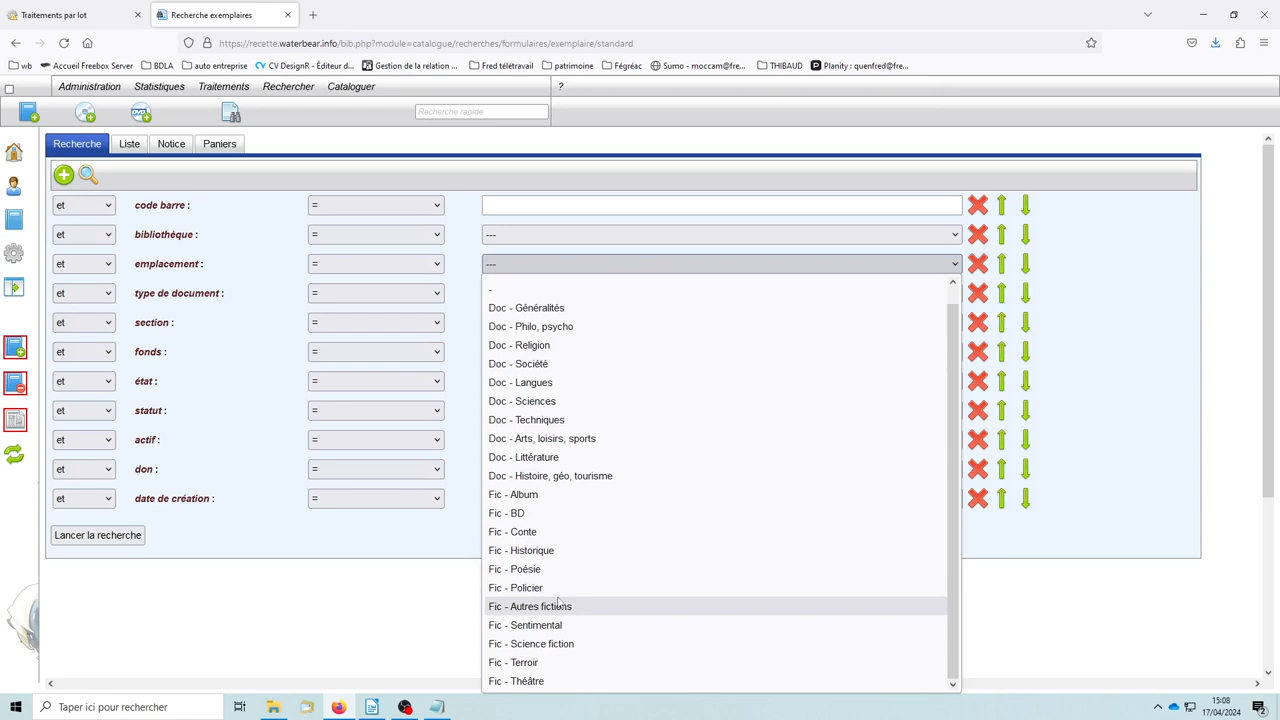 Traitements par lot
Recherche exemplaires
https://recette.waterbear.info/bib.php?module=catalogue/recherches/formulaires/exemplaire/standard
wb Accueil Freebox Server BDLA auto entreprise CV DesignR - Éditeur d... Gestion de la relation ... Fred télétravail patrimoine Fégréac Sumo - moccam@fre... THIBAUD Planity : quenfred@free...
Administration Statistiques Traitements Rechercher Cataloguer ?
Recherche rapide
Recherche Liste Notice Paniers
et code barre : =
et bibliothèque : = ---
et emplacement : = ---
et type de document : =
et section : =
et fonds : =
et état : =
et statut : =
et actif : =
et don : =
et date de création : =
Lancer la recherche
-
Doc - Généralités
Doc - Philo, psycho
Doc - Religion
Doc - Société
Doc - Langues
Doc - Sciences
Doc - Techniques
Doc - Arts, loisirs, sports
Doc - Littérature
Doc - Histoire, géo, tourisme
Fic - Album
Fic - BD
Fic - Conte
Fic - Historique
Fic - Poésie
Fic - Policier
Fic - Autres fictions
Fic - Sentimental
Fic - Science fiction
Fic - Terroir
Fic - Théâtre
Taper ici pour rechercher
15:08
17/04/2024
2